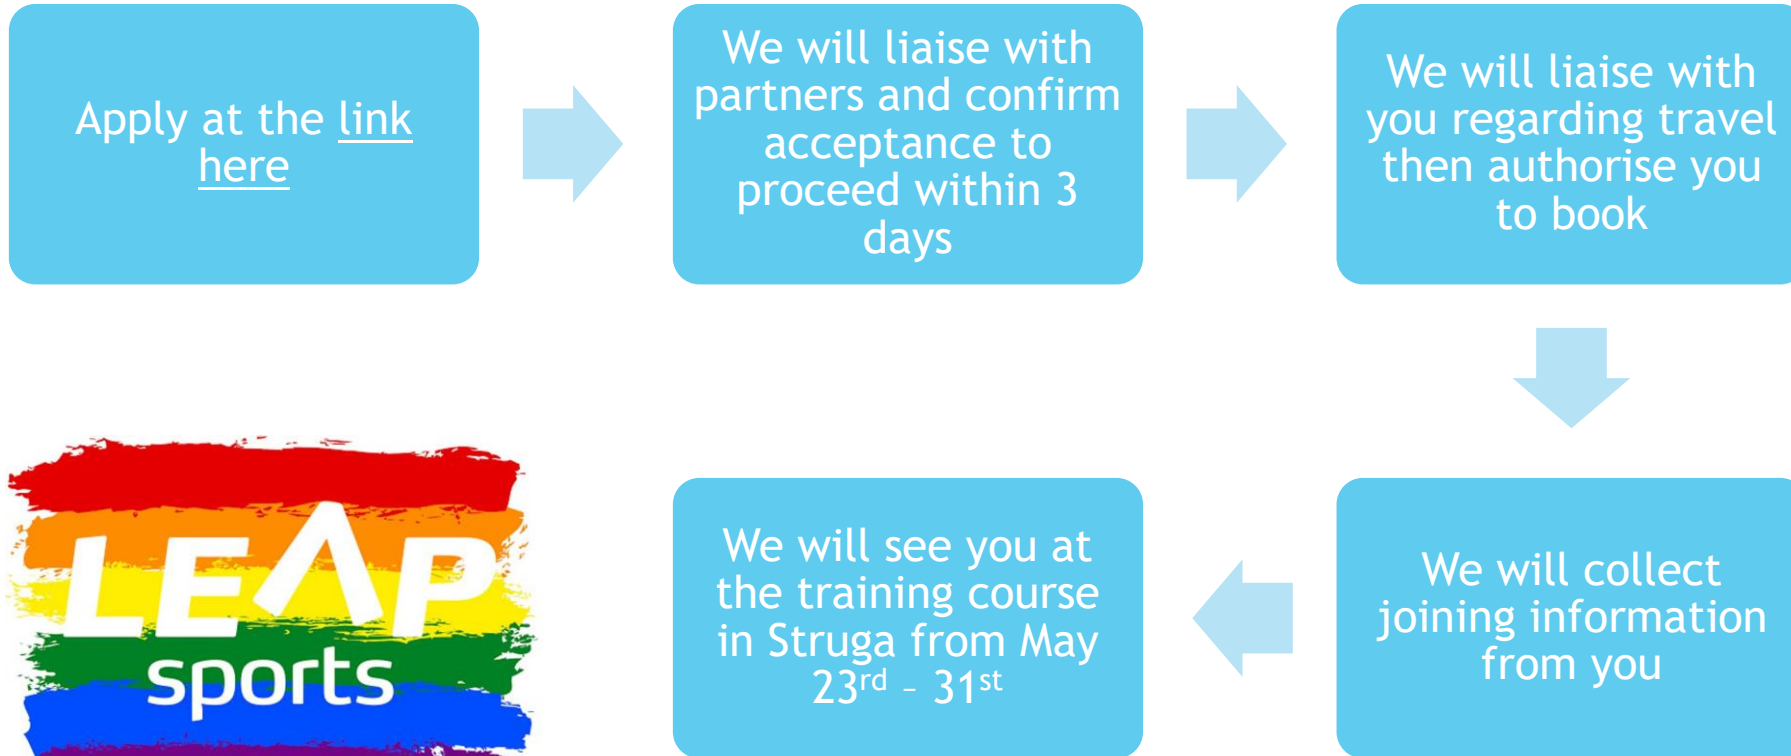 Apply at the link
here
We will liaise with
partners and confirm
acceptance to
proceed within 3
days
We will liaise with
you regarding travel
then authorise you
to book
We will collect
joining information
from you
We will see you at
the training course
in Struga from May
23rd – 31st
LEAP
sports